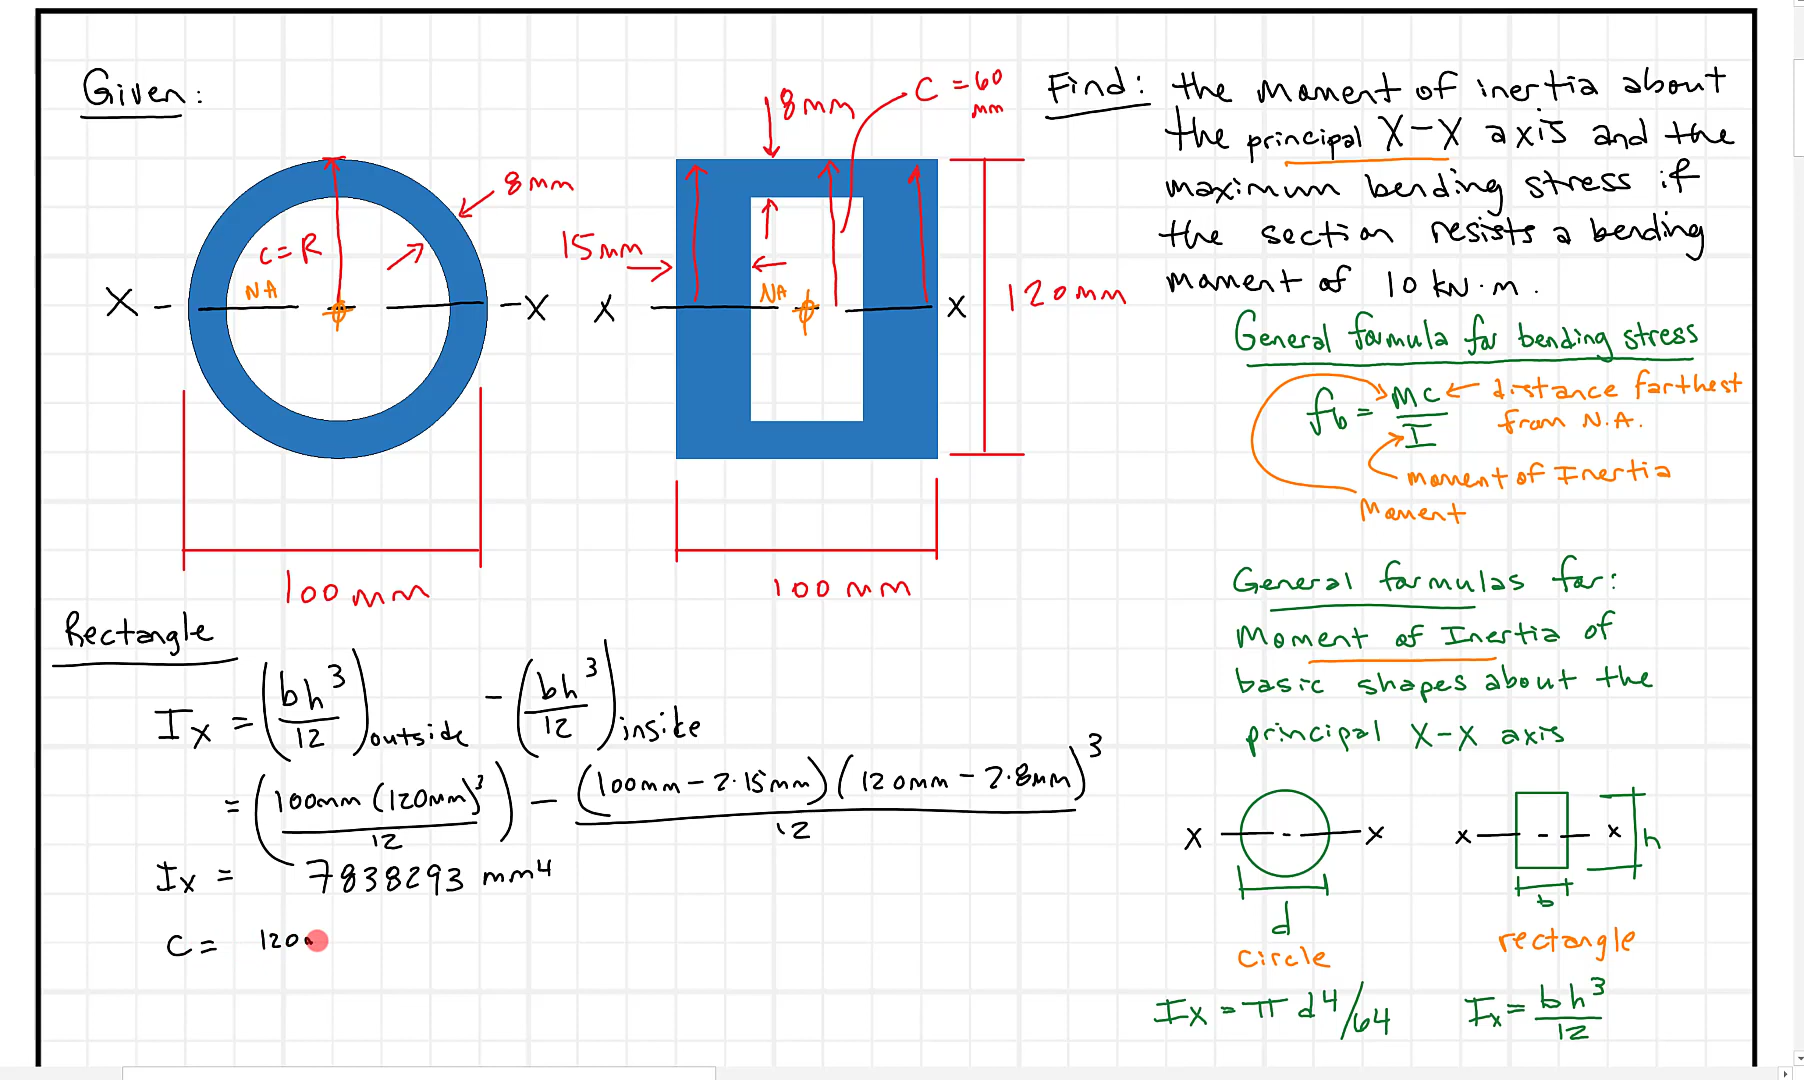 Given:
8mm
C = R
NA
X - - X
100 mm
8mm
C = 60 mm
15mm
NA
X X
120mm
100 mm
Find: the moment of inertia about
the principal X-X axis and the
maximum bending stress if
the section resists a bending
moment of 10 kN·m.
General formula for bending stress
fb = MC/I
distance farthest
from N.A.
moment of Inertia
Moment
General formulas for:
Moment of Inertia of
basic shapes about the
principal X-X axis
X X
d
circle
Ix = π d⁴/64
x x
h
b
rectangle
Ix = bh³/12
Rectangle
Ix = (bh³/12)outside - (bh³/12)inside
= (100mm (120mm)³/12) - (100mm - 2·15mm)(120mm - 2·8mm)³/12
Ix = 7838293 mm⁴
C = 120